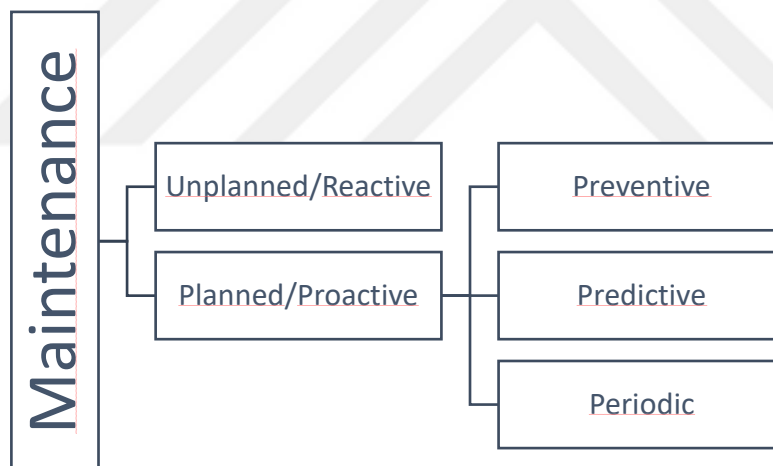 Maintenance
Unplanned/Reactive
Planned/Proactive
Preventive
Predictive
Periodic